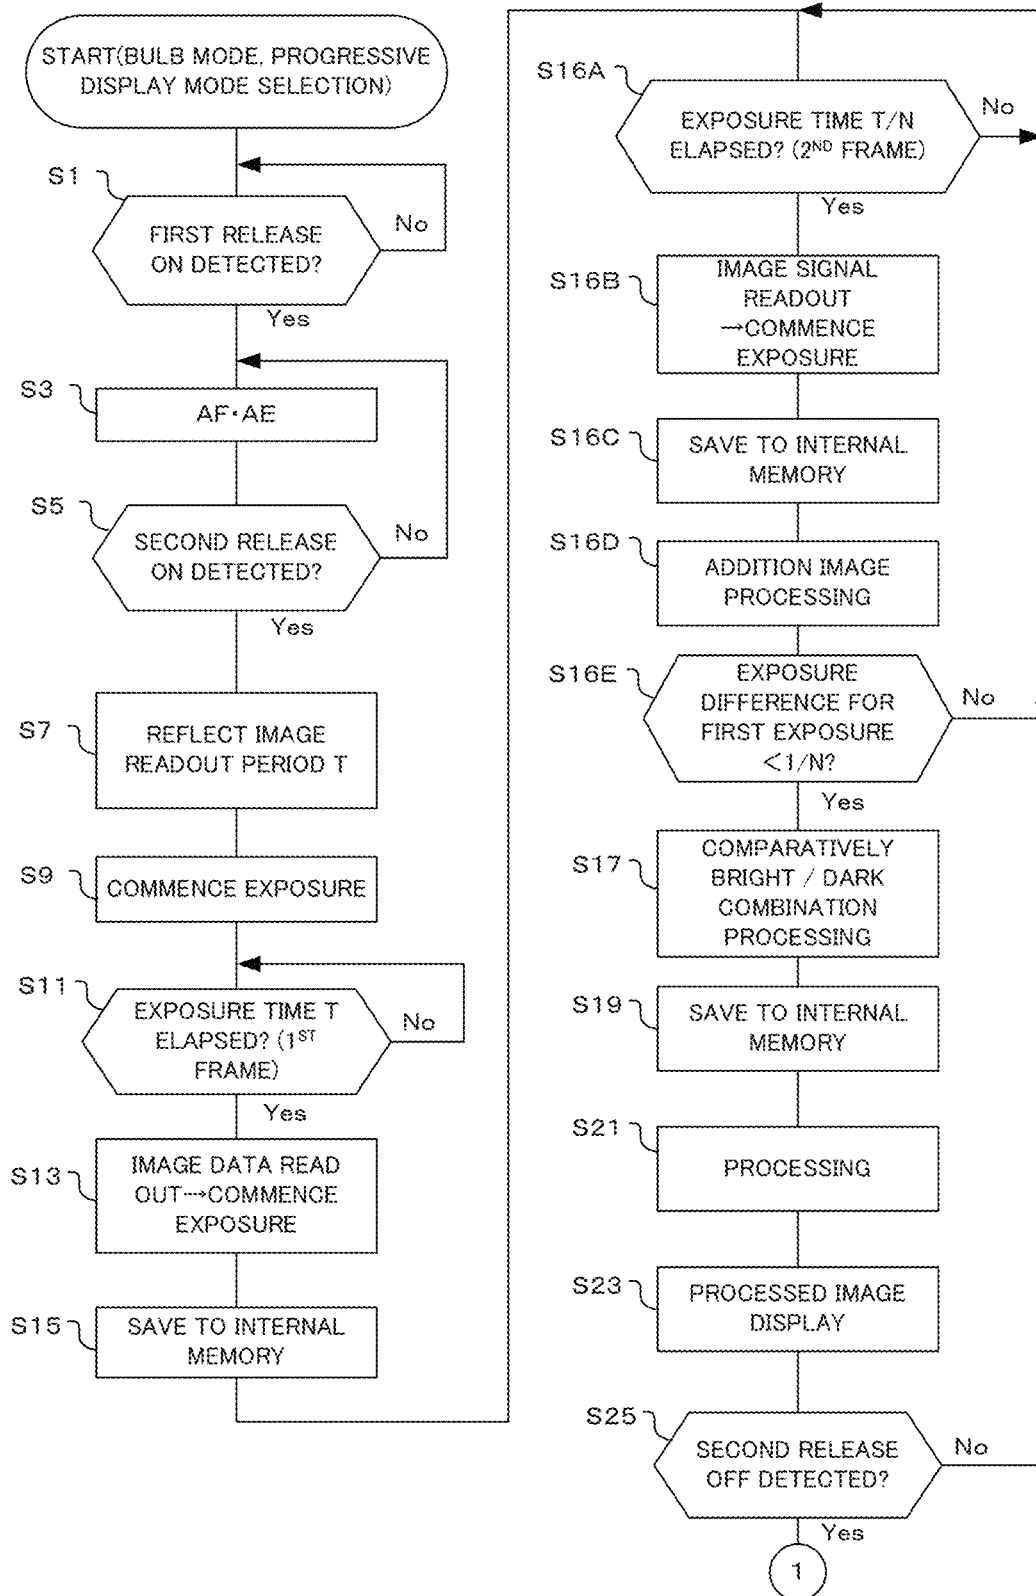 START(BULB MODE, PROGRESSIVE
DISPLAY MODE SELECTION)
S1
FIRST RELEASE
ON DETECTED?
No
Yes
S3
AF·AE
S5
SECOND RELEASE
ON DETECTED?
No
Yes
S7
REFLECT IMAGE
READOUT PERIOD T
S9
COMMENCE EXPOSURE
S11
EXPOSURE TIME T
ELAPSED? (1ST
FRAME)
No
Yes
S13
IMAGE DATA READ
OUT→COMMENCE
EXPOSURE
S15
SAVE TO INTERNAL
MEMORY
S16A
EXPOSURE TIME T/N
ELAPSED? (2ND FRAME)
No
Yes
S16B
IMAGE SIGNAL
READOUT
→COMMENCE
EXPOSURE
S16C
SAVE TO INTERNAL
MEMORY
S16D
ADDITION IMAGE
PROCESSING
S16E
EXPOSURE
DIFFERENCE FOR
FIRST EXPOSURE
<1/N?
No
Yes
S17
COMPARATIVELY
BRIGHT / DARK
COMBINATION
PROCESSING
S19
SAVE TO INTERNAL
MEMORY
S21
PROCESSING
S23
PROCESSED IMAGE
DISPLAY
S25
SECOND RELEASE
OFF DETECTED?
No
Yes
1